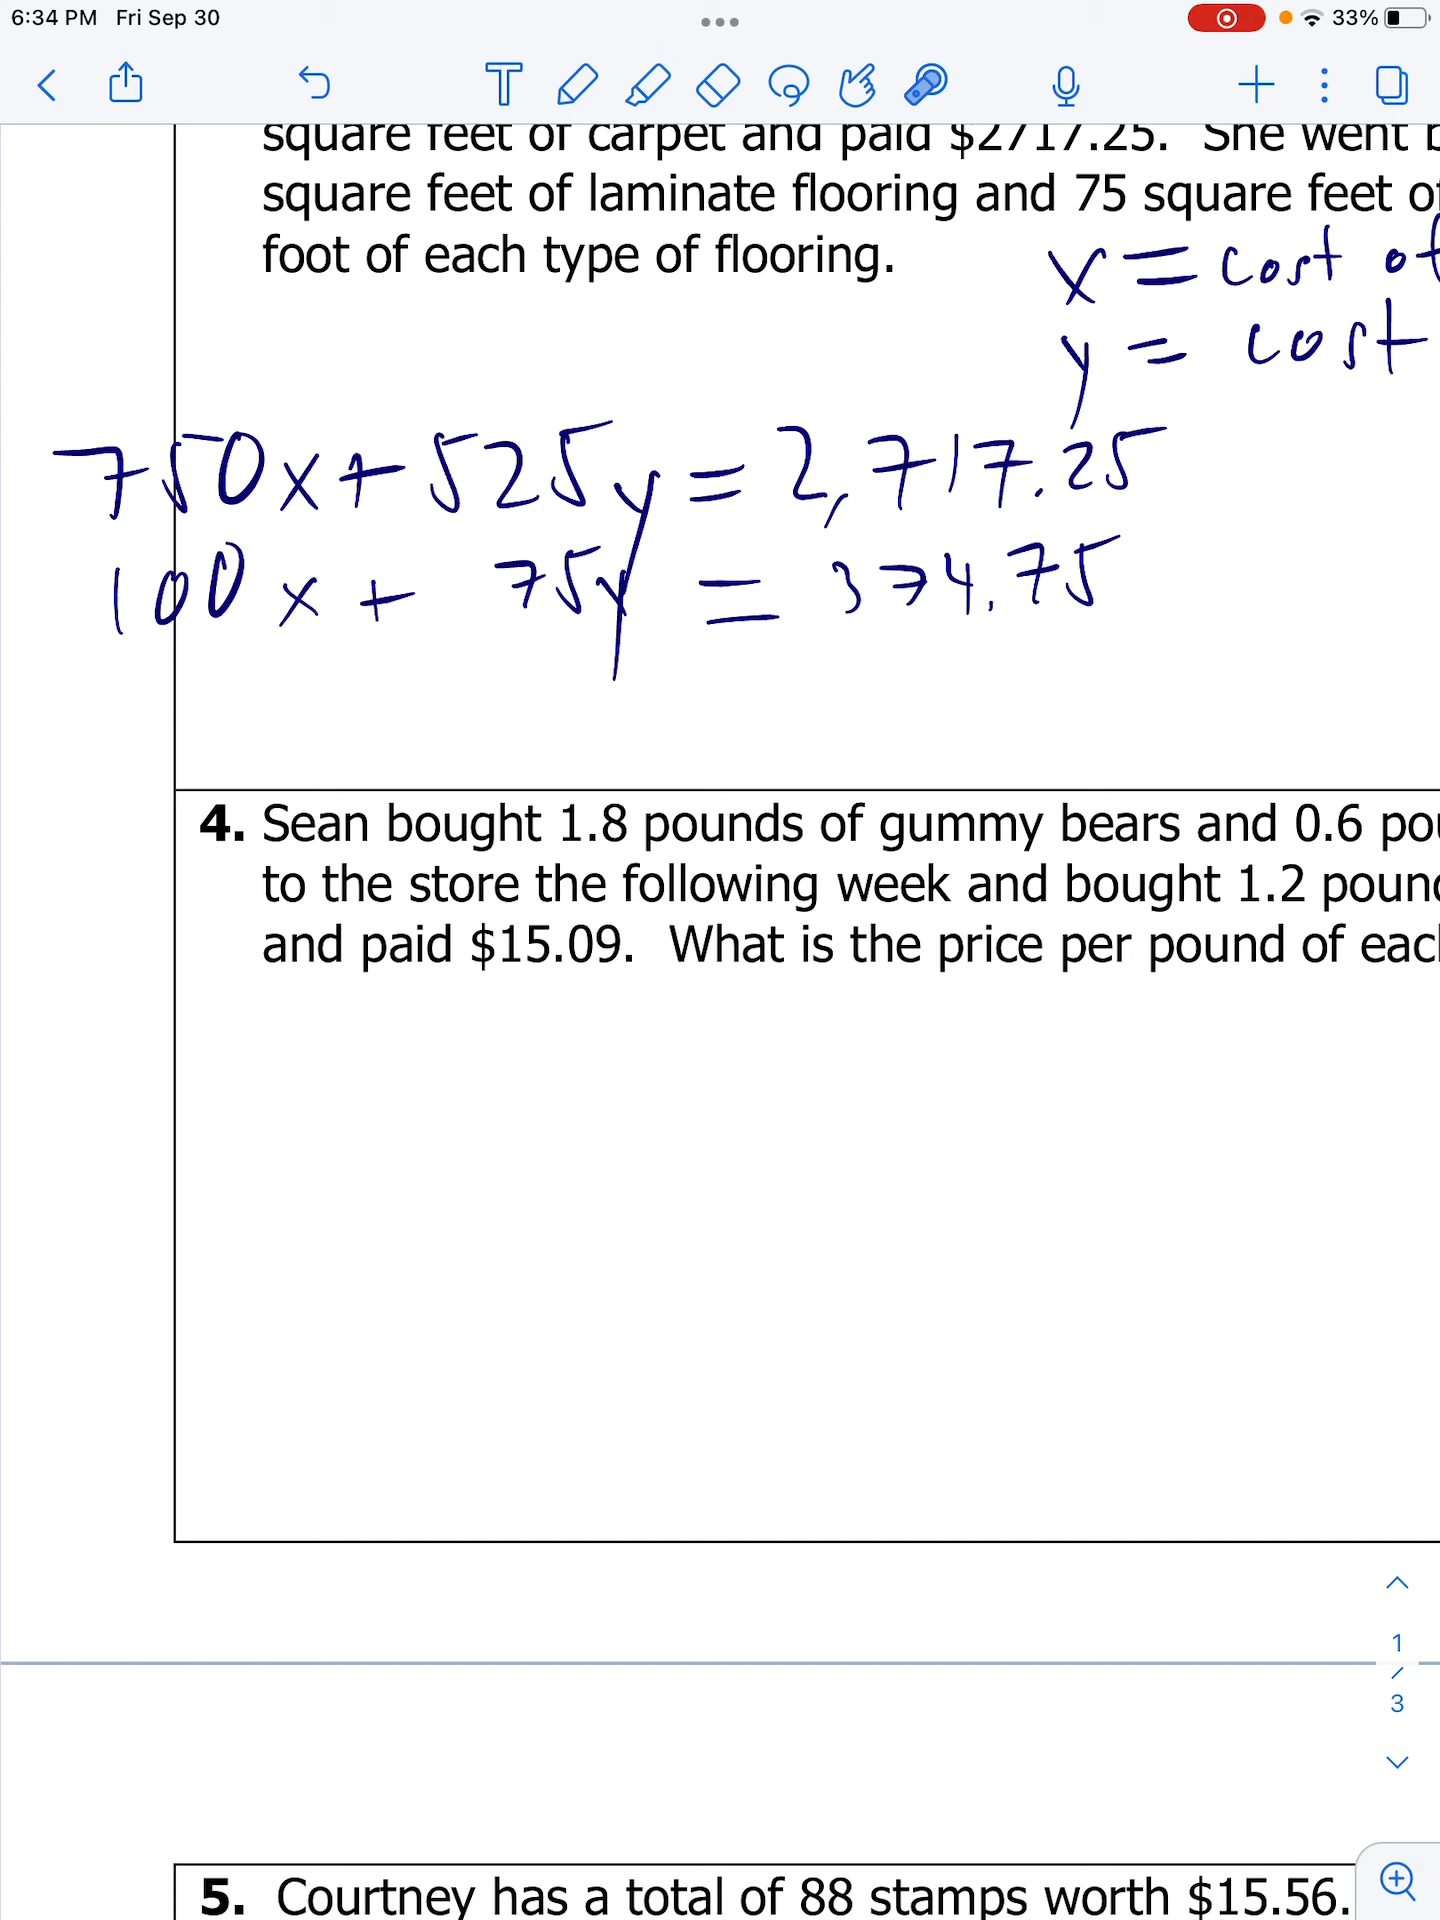 6:34 PM Fri Sep 30
33%
square feet of carpet and paid $2717.25. She went
square feet of laminate flooring and 75 square feet of
foot of each type of flooring.
x = cost of
y = cost
750x + 525y = 2,717.25
100x + 75y = 374.75
4. Sean bought 1.8 pounds of gummy bears and 0.6
to the store the following week and bought 1.2
and paid $15.09. What is the price per pound of
1
/
3
5. Courtney has a total of 88 stamps worth $15.56.